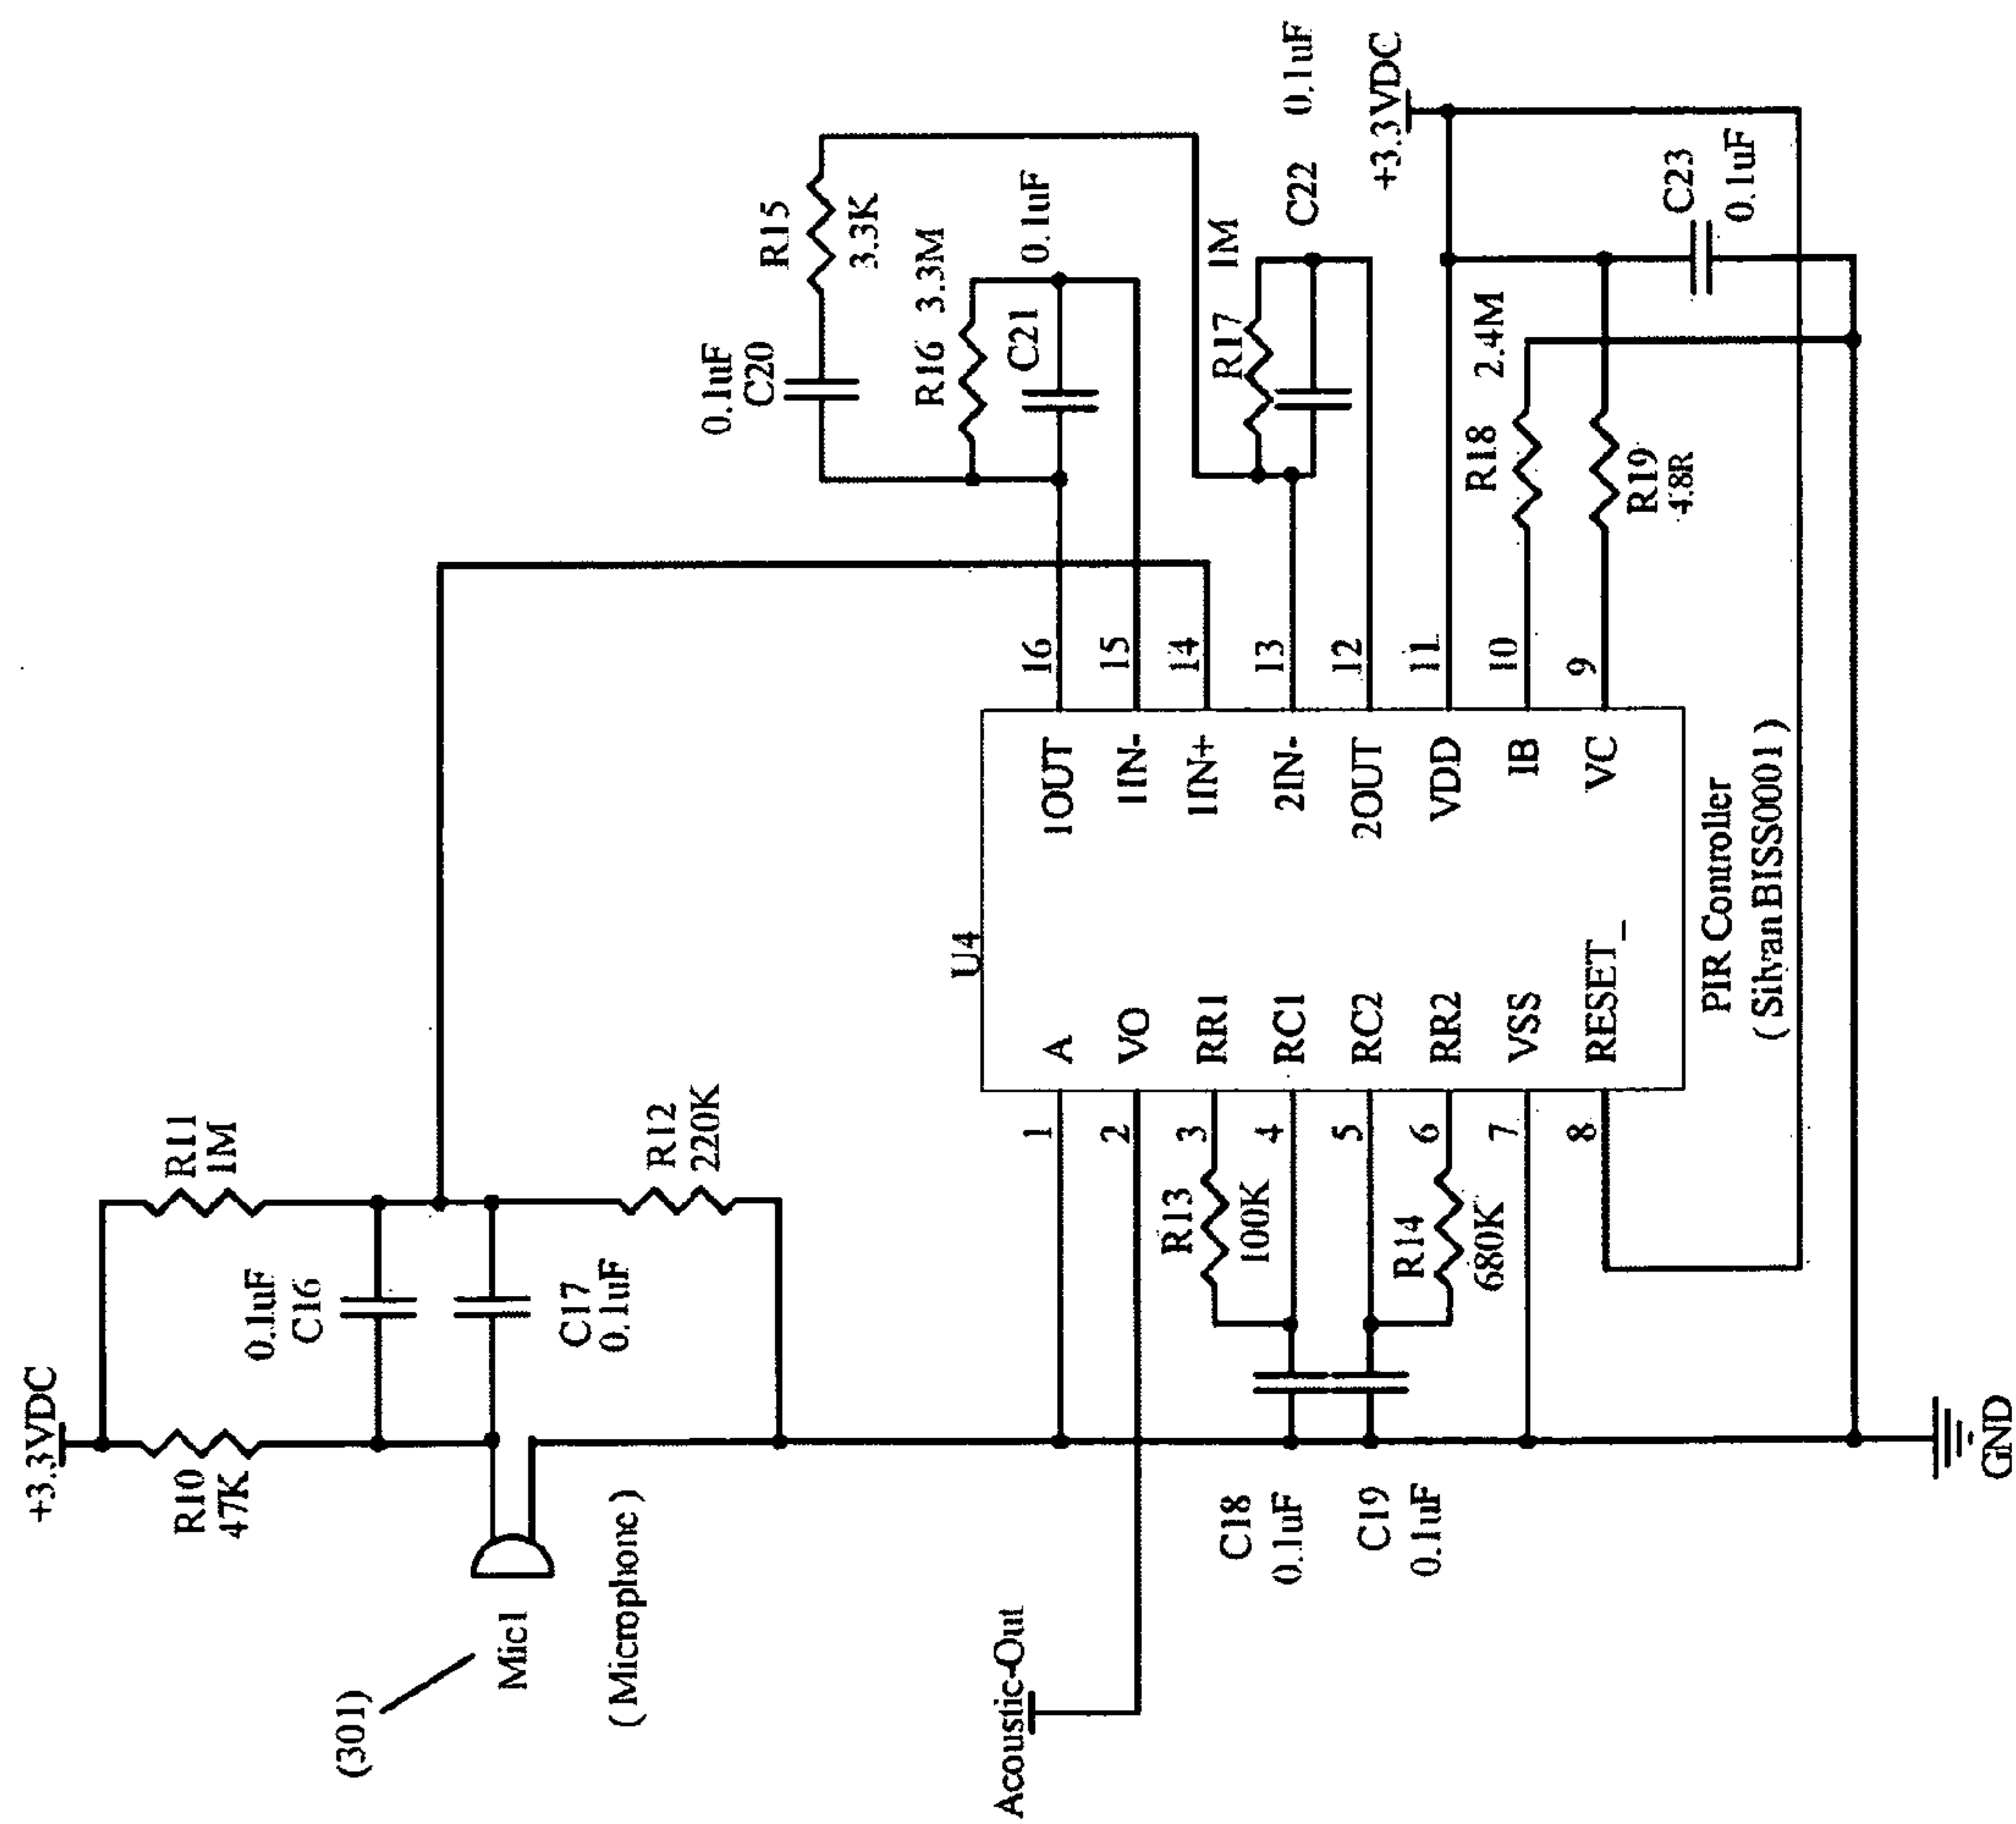 +3.3VDC
R10
47K
R11
1M
0.1uF
C16
C17
0.1uF
R12
220K
(301)
Mic1
(Microphone)
Acoustic-Out
0.1uF
C20
R15
3.3K
R16 3.3M
C21 0.1uF
R17 1M
C22 0.1uF
+3.3VDC
R18 2.4M
R19
4.8R
C23
0.1uF
16
15
14
13
12
11
10
9
U4
1OUT
1IN-
1IN+
2IN-
2OUT
VDD
IB
VC
A
VO
RR1
RC1
RC2
RR2
VSS
RESET_
PIR Controller
(Silvan BISS0001)
1
2
3
4
5
6
7
8
R13
100K
R14
680K
C18
0.1uF
C19
0.1uF
GND